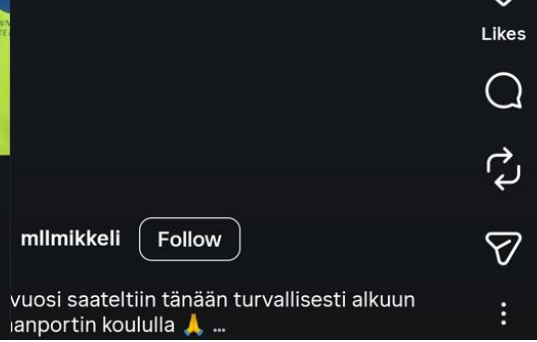 Likes
mllmikkeli Follow
vuosi saateltiin tänään turvallisesti alkuun
anportin koululla 🙏 ...